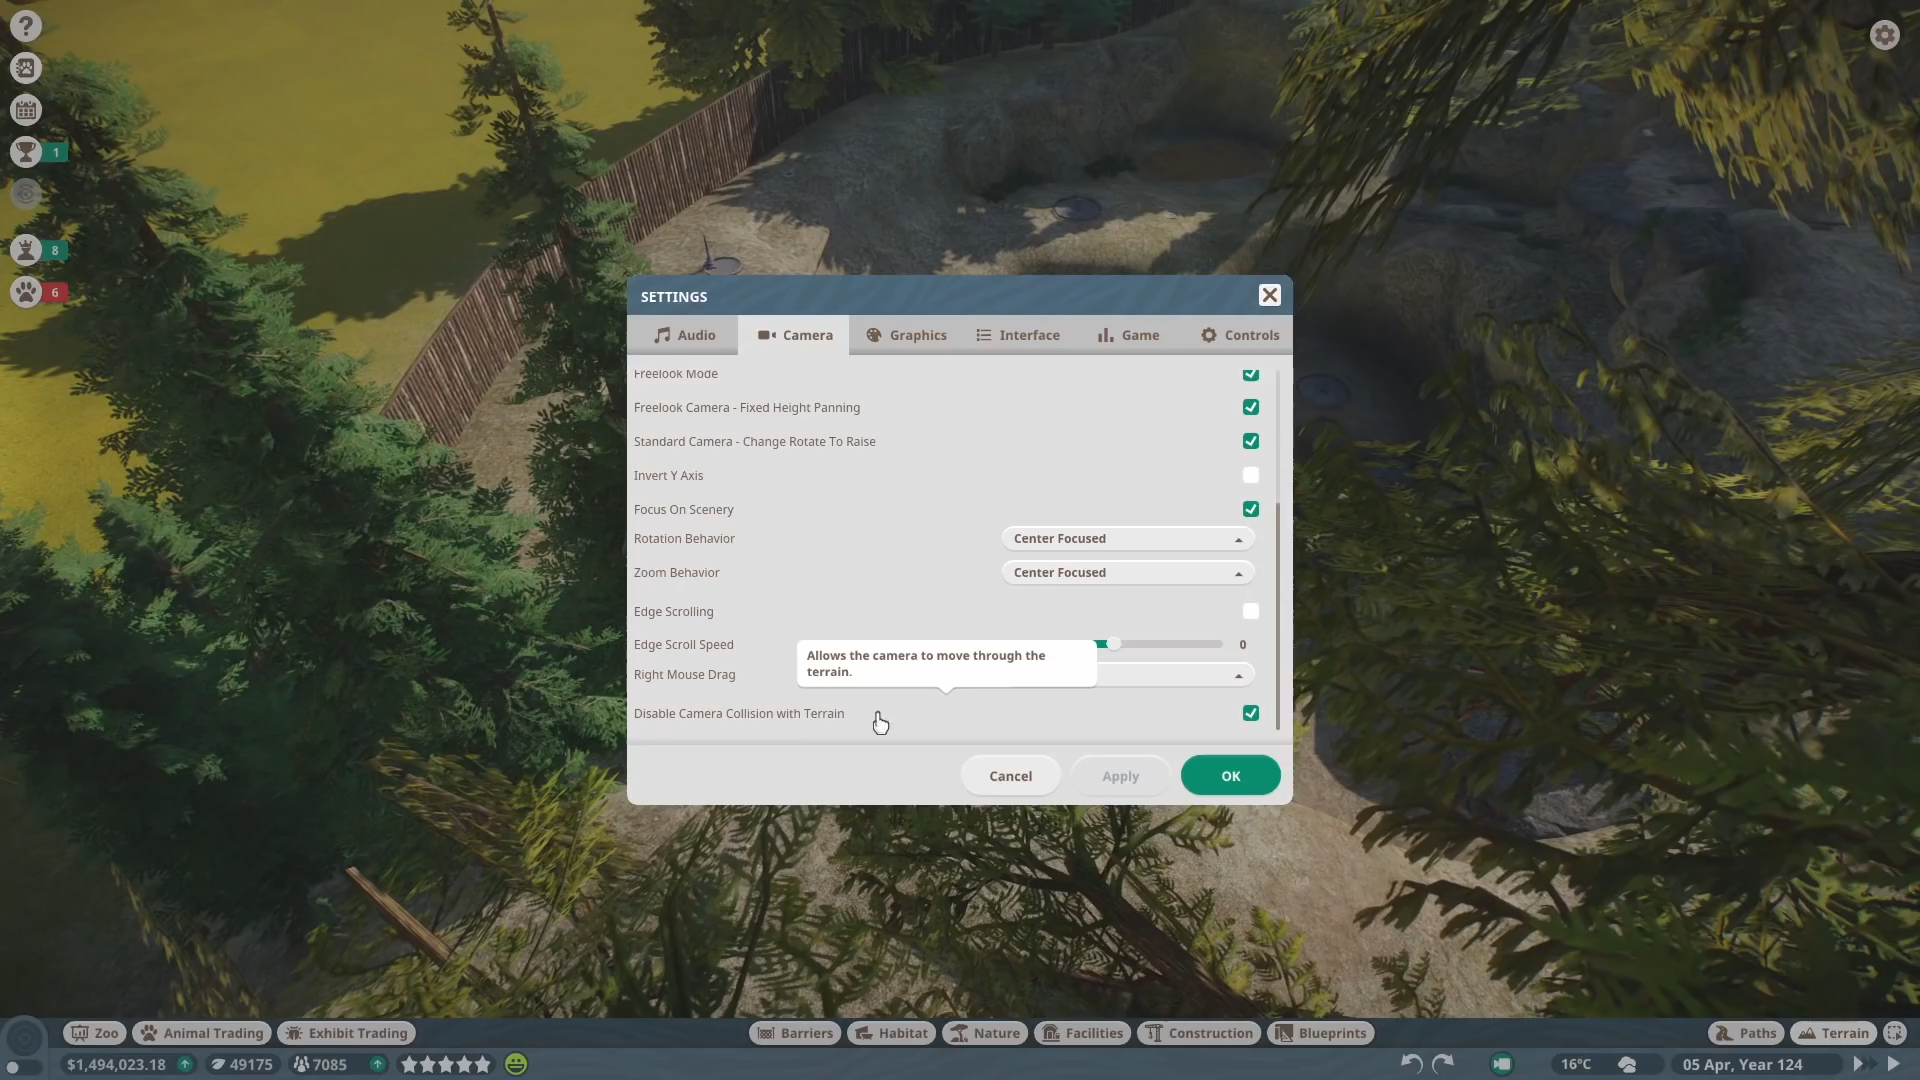 ?
1
8
6
SETTINGS
Audio
Camera
Graphics
Interface
Game
Controls
Freelook Mode
Freelook Camera - Fixed Height Panning
Standard Camera - Change Rotate To Raise
Invert Y Axis
Focus On Scenery
Rotation Behavior
Center Focused
Zoom Behavior
Center Focused
Edge Scrolling
Edge Scroll Speed
0
Allows the camera to move through the
terrain.
Right Mouse Drag
Disable Camera Collision with Terrain
Cancel
Apply
OK
Zoo
Animal Trading
Exhibit Trading
Barriers
Habitat
Nature
Facilities
Construction
Blueprints
Paths
Terrain
$1,494,023.18
49175
7085
16°C
05 Apr, Year 124